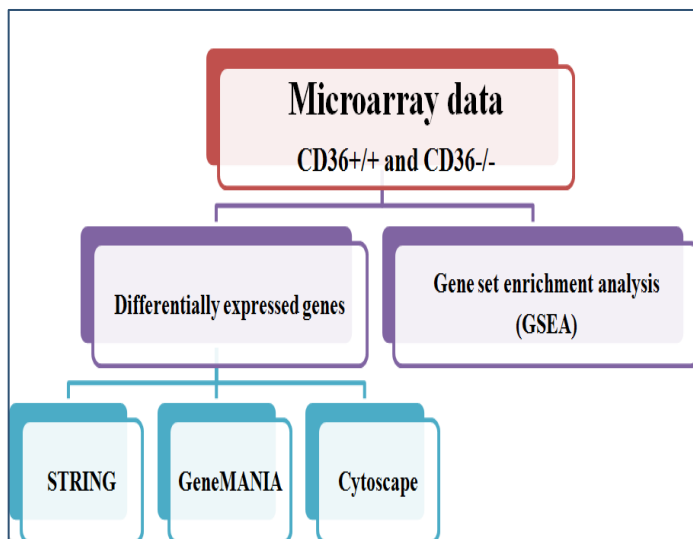 Microarray data
CD36+/+ and CD36-/-
Differentially expressed genes
Gene set enrichment analysis
(GSEA)
STRING
GeneMANIA
Cytoscape